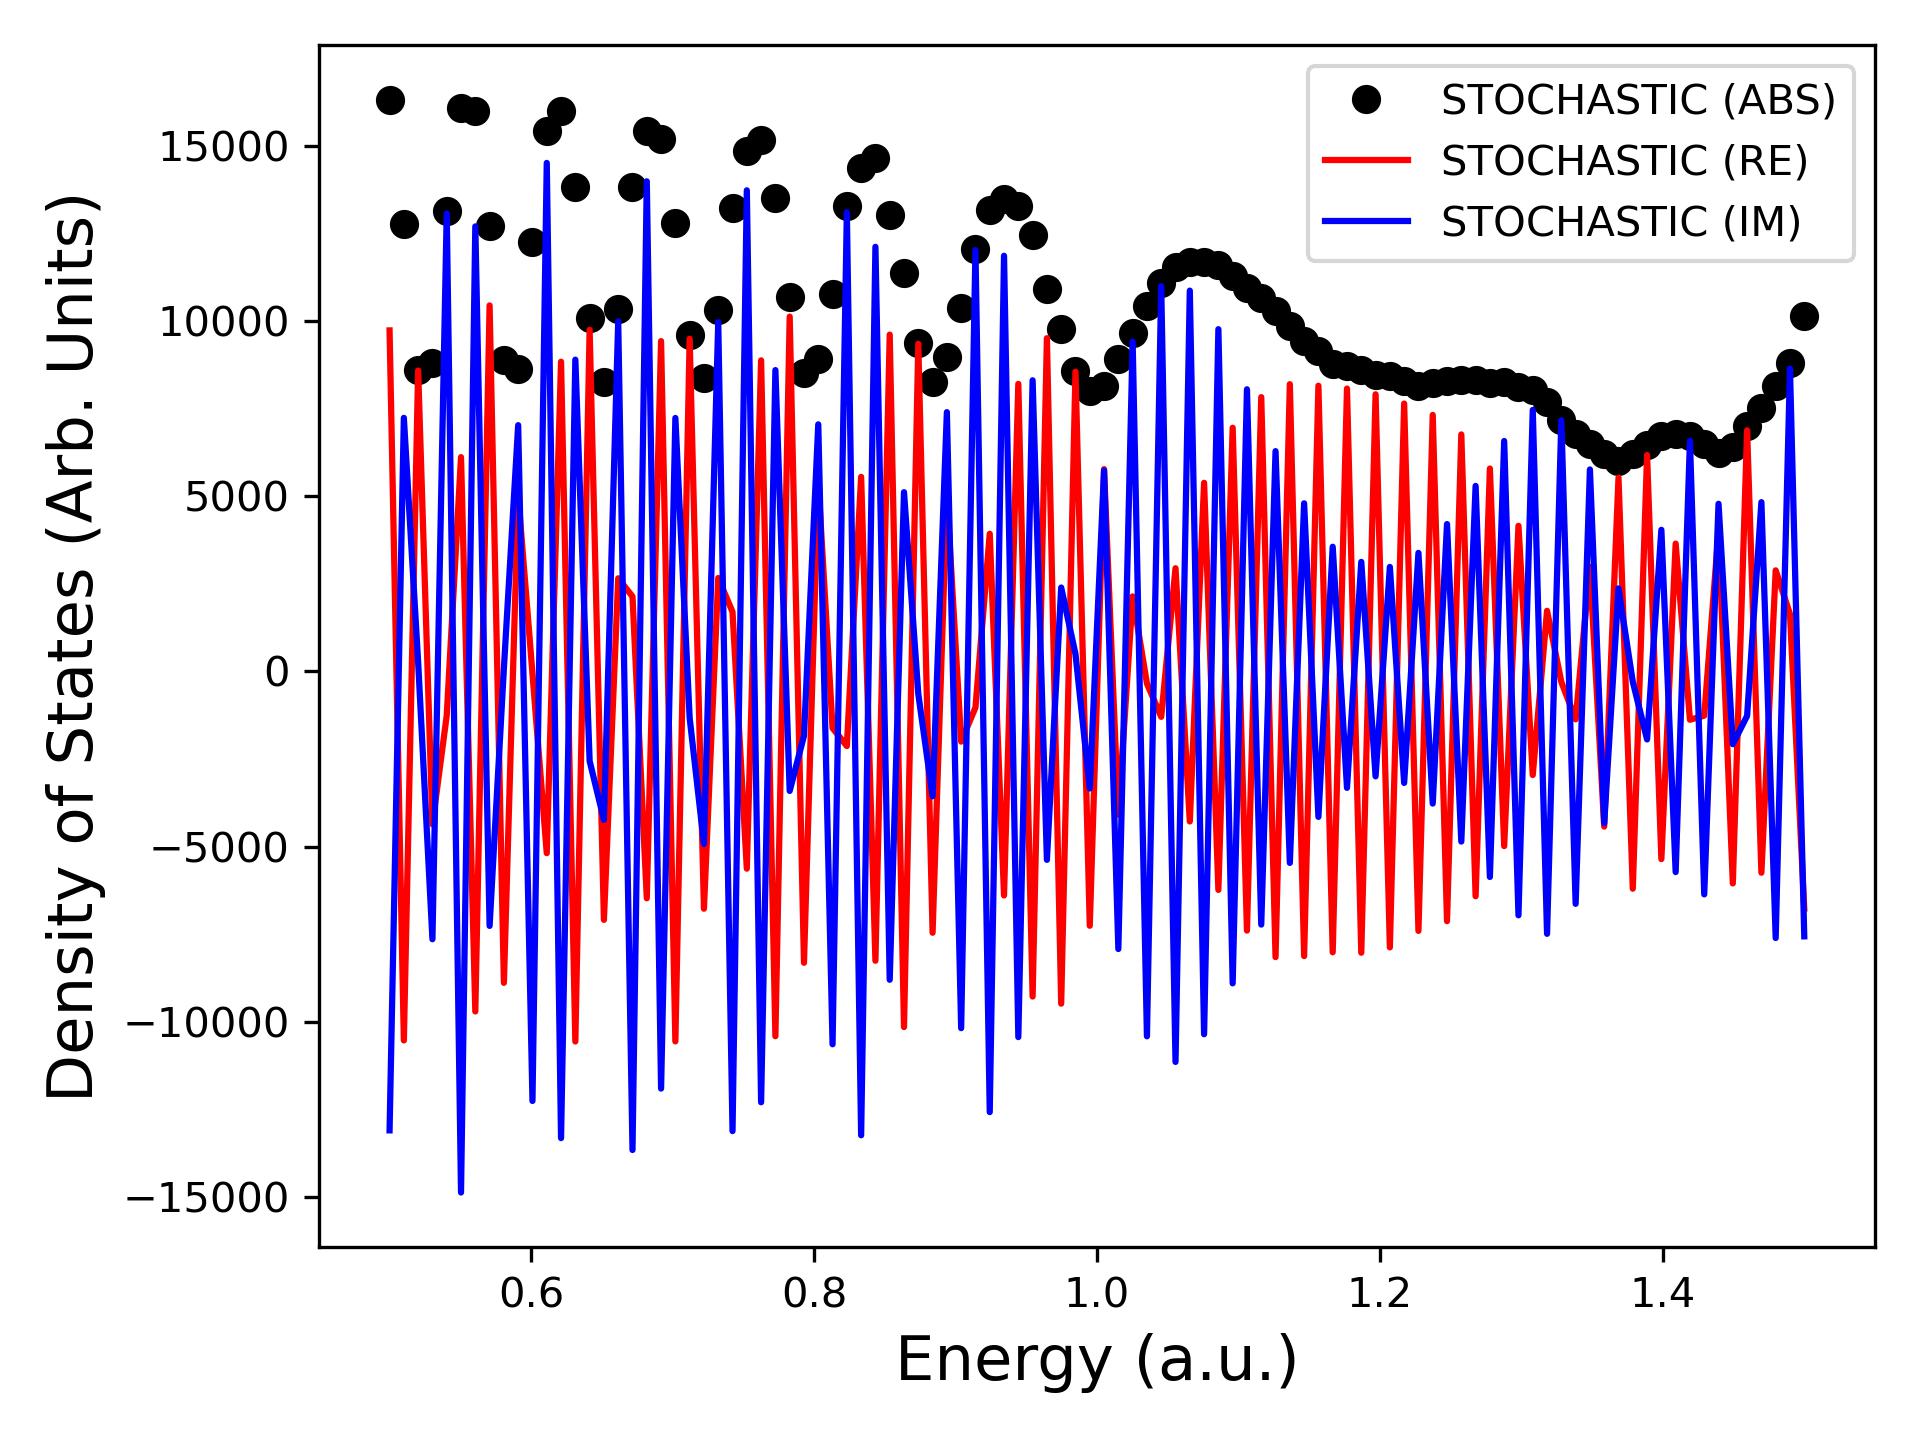 STOCHASTIC (ABS)
STOCHASTIC (RE)
STOCHASTIC (IM)
15000
10000
5000
0
−5000
−10000
−15000
Density of States (Arb. Units)
0.6 0.8 1.0 1.2 1.4
Energy (a.u.)